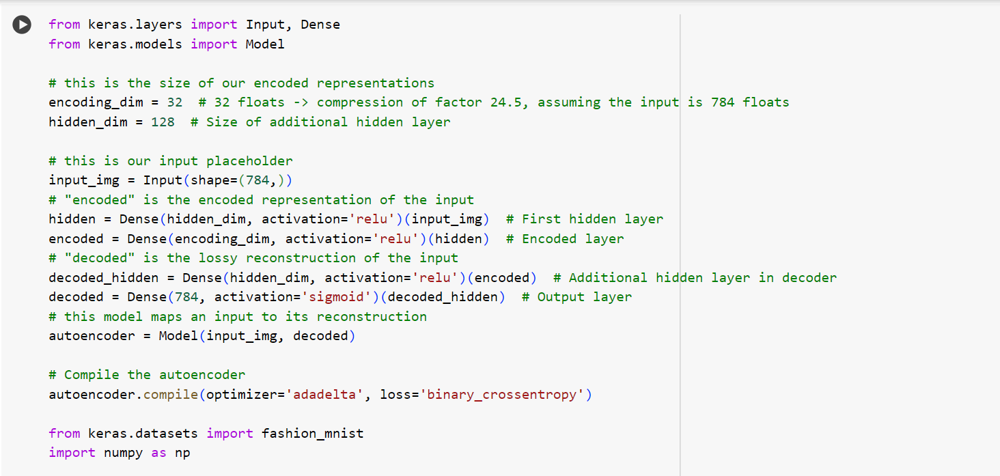 from keras.layers import Input, Dense
from keras.models import Model
# this is the size of our encoded representations
encoding_dim = 32  # 32 floats -> compression of factor 24.5, assuming the input is 784 floats
hidden_dim = 128  # Size of additional hidden layer
# this is our input placeholder
input_img = Input(shape=(784,))
# "encoded" is the encoded representation of the input
hidden = Dense(hidden_dim, activation='relu')(input_img)  # First hidden layer
encoded = Dense(encoding_dim, activation='relu')(hidden)  # Encoded layer
# "decoded" is the lossy reconstruction of the input
decoded_hidden = Dense(hidden_dim, activation='relu')(encoded)  # Additional hidden layer in decoder
decoded = Dense(784, activation='sigmoid')(decoded_hidden)  # Output layer
# this model maps an input to its reconstruction
autoencoder = Model(input_img, decoded)
# Compile the autoencoder
autoencoder.compile(optimizer='adadelta', loss='binary_crossentropy')
from keras.datasets import fashion_mnist
import numpy as np